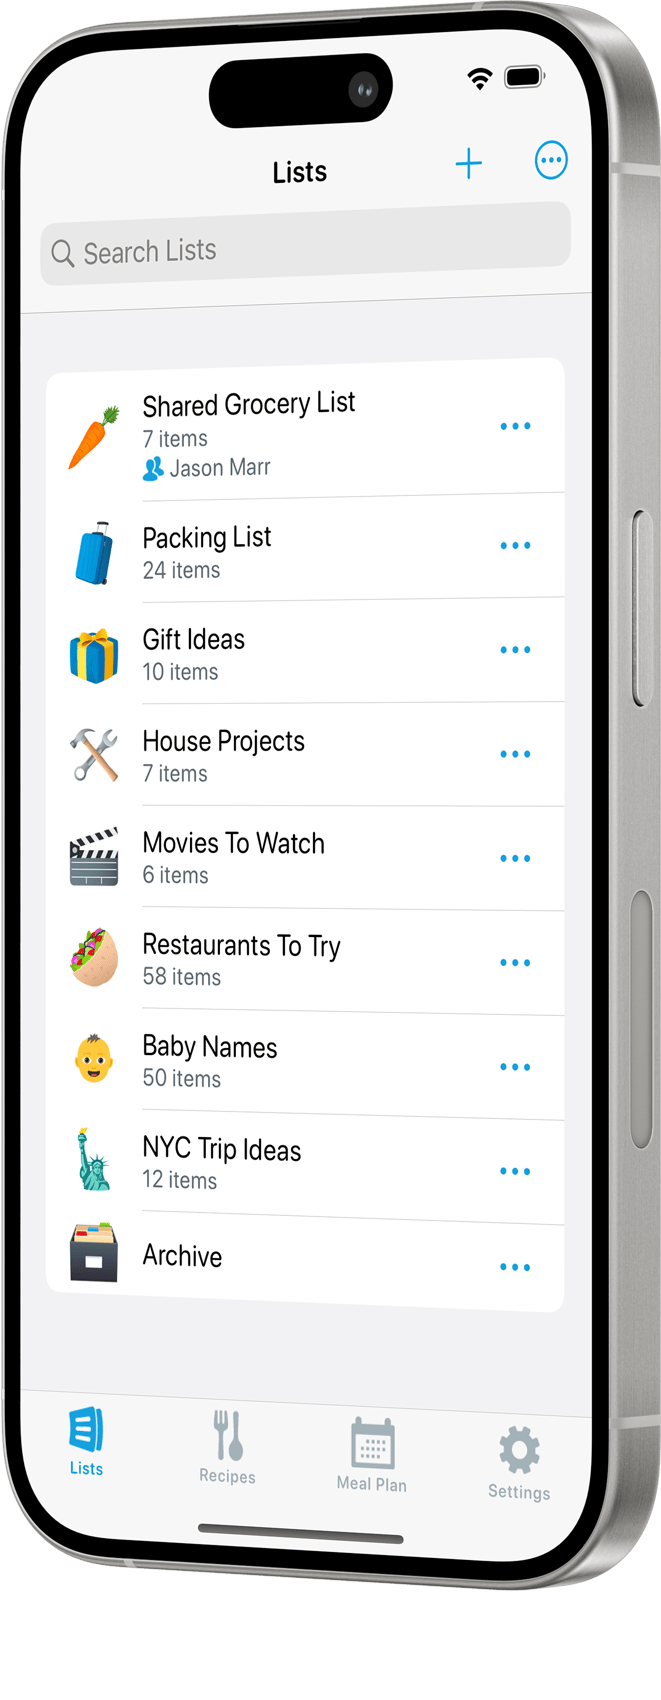 Lists
Search Lists
Shared Grocery List
7 items
Jason Marr
Packing List
24 items
Gift Ideas
10 items
House Projects
7 items
Movies To Watch
6 items
Restaurants To Try
58 items
Baby Names
50 items
NYC Trip Ideas
12 items
Archive
Lists
Recipes
Meal Plan
Settings